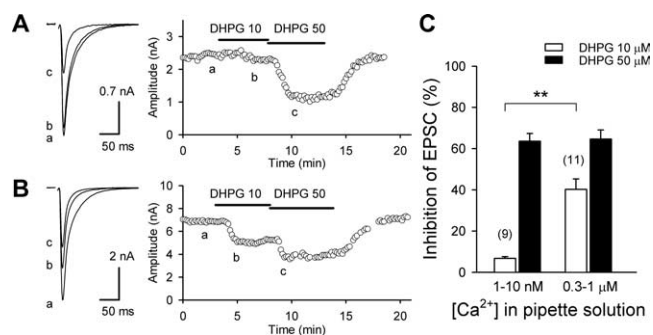 A
c
b
a
0.7 nA
50 ms
Amplitude (nA)
3
2
1
0
DHPG 10 DHPG 50
a
b
c
0 5 10 15 20
Time (min)
B
c
b
a
2 nA
50 ms
Amplitude (nA)
10
8
6
4
2
0
DHPG 10 DHPG 50
a
b
c
0 5 10 15 20
Time (min)
C
DHPG 10 μM
DHPG 50 μM
Inhibition of EPSC (%)
100
80
60
40
20
0
**
(9)
(11)
1-10 nM 0.3-1 μM
[Ca²⁺] in pipette solution